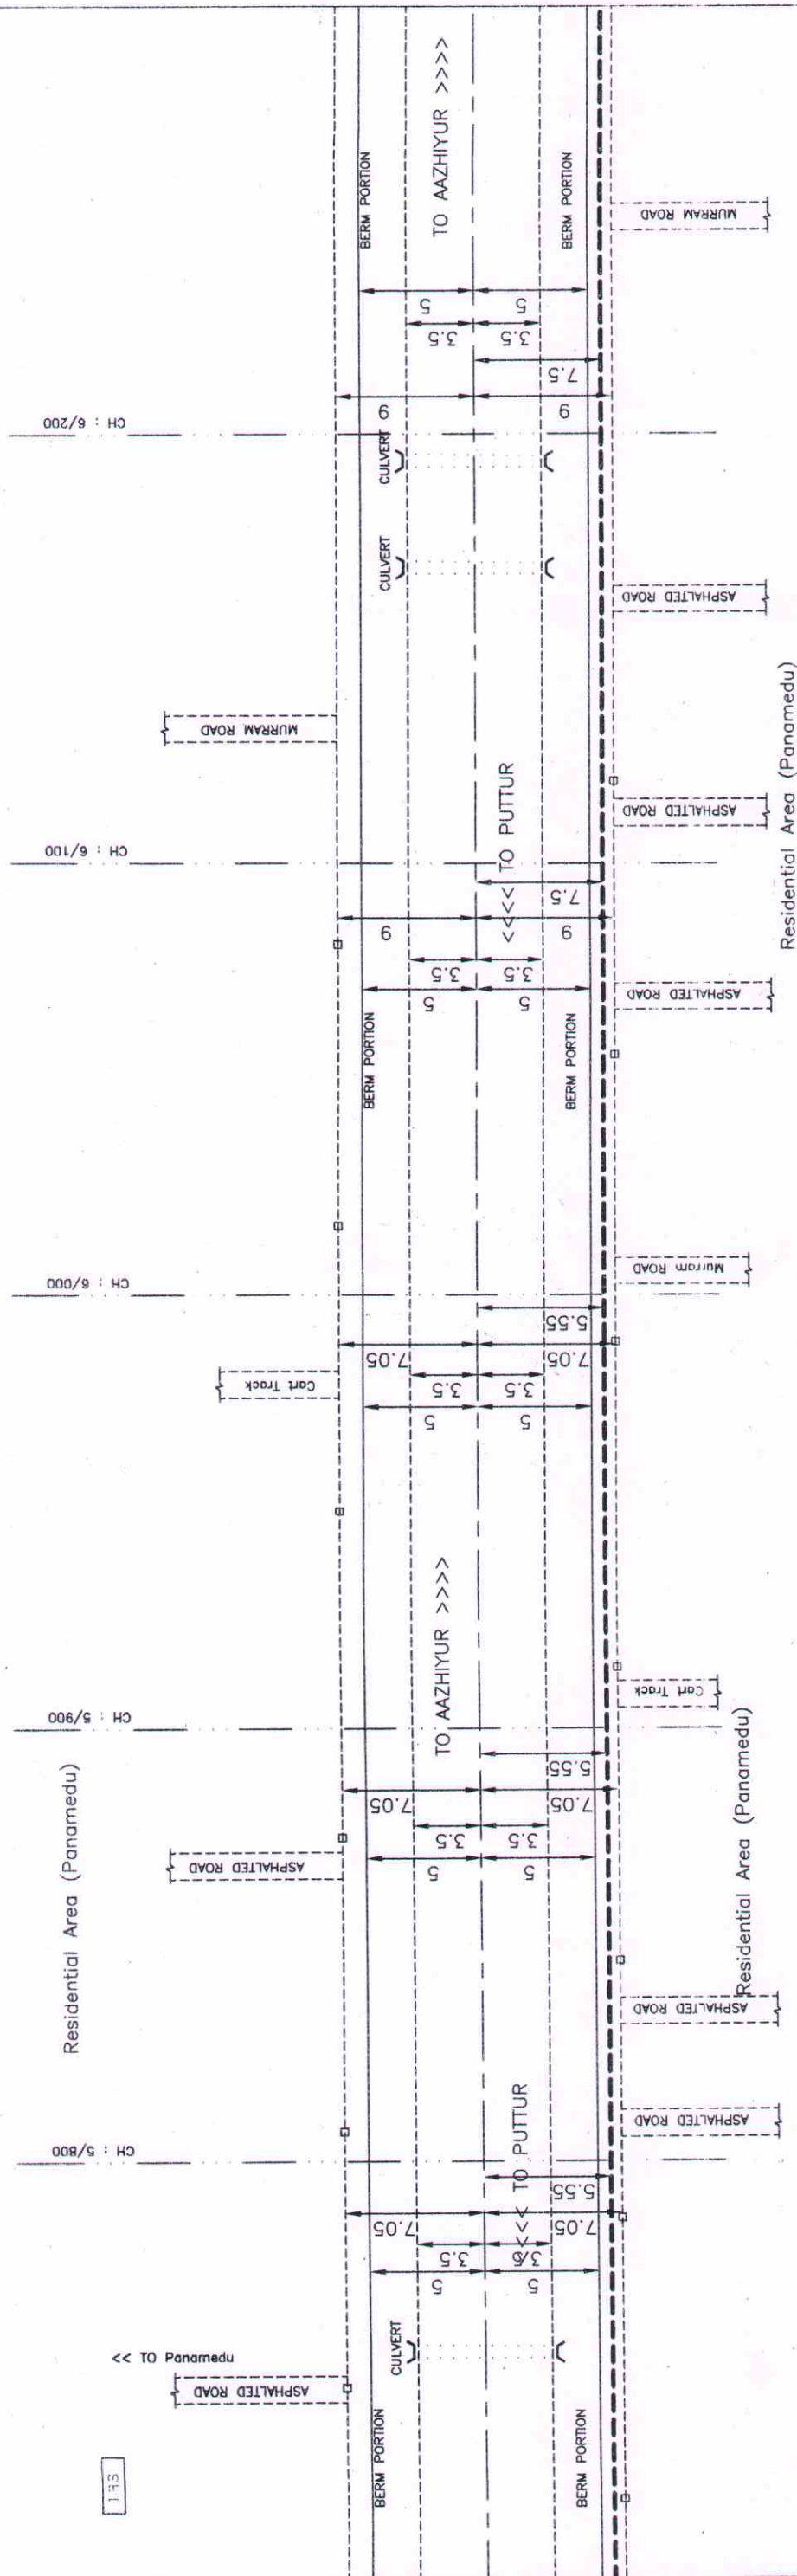 BERM PORTION
TO AAZHIYUR >>>>
BERM PORTION
MURRAM ROAD
5
5
3.5
3.5
7.5
9
9
CH : 6/200
CULVERT
CULVERT
ASPHALTED ROAD
MURRAM ROAD
Residential Area (Panamedu)
<<<< TO PUTTUR
ASPHALTED ROAD
CH : 6/100
7.5
9
9
3.5
3.5
5
5
ASPHALTED ROAD
BERM PORTION
BERM PORTION
Murram ROAD
CH : 6/000
5.55
7.05
7.05
3.5
3.5
Cart Track
5
5
TO AAZHIYUR >>>>
Cart Track
CH : 5/900
5.55
7.05
7.05
3.5
3.5
5
5
Residential Area (Panamedu)
ASPHALTED ROAD
Residential Area (Panamedu)
ASPHALTED ROAD
ASPHALTED ROAD
<<<< TO PUTTUR
CH : 5/800
5.55
7.05
7.05
3.5
5
5
CULVERT
<< TO Panamedu
ASPHALTED ROAD
BERM PORTION
BERM PORTION